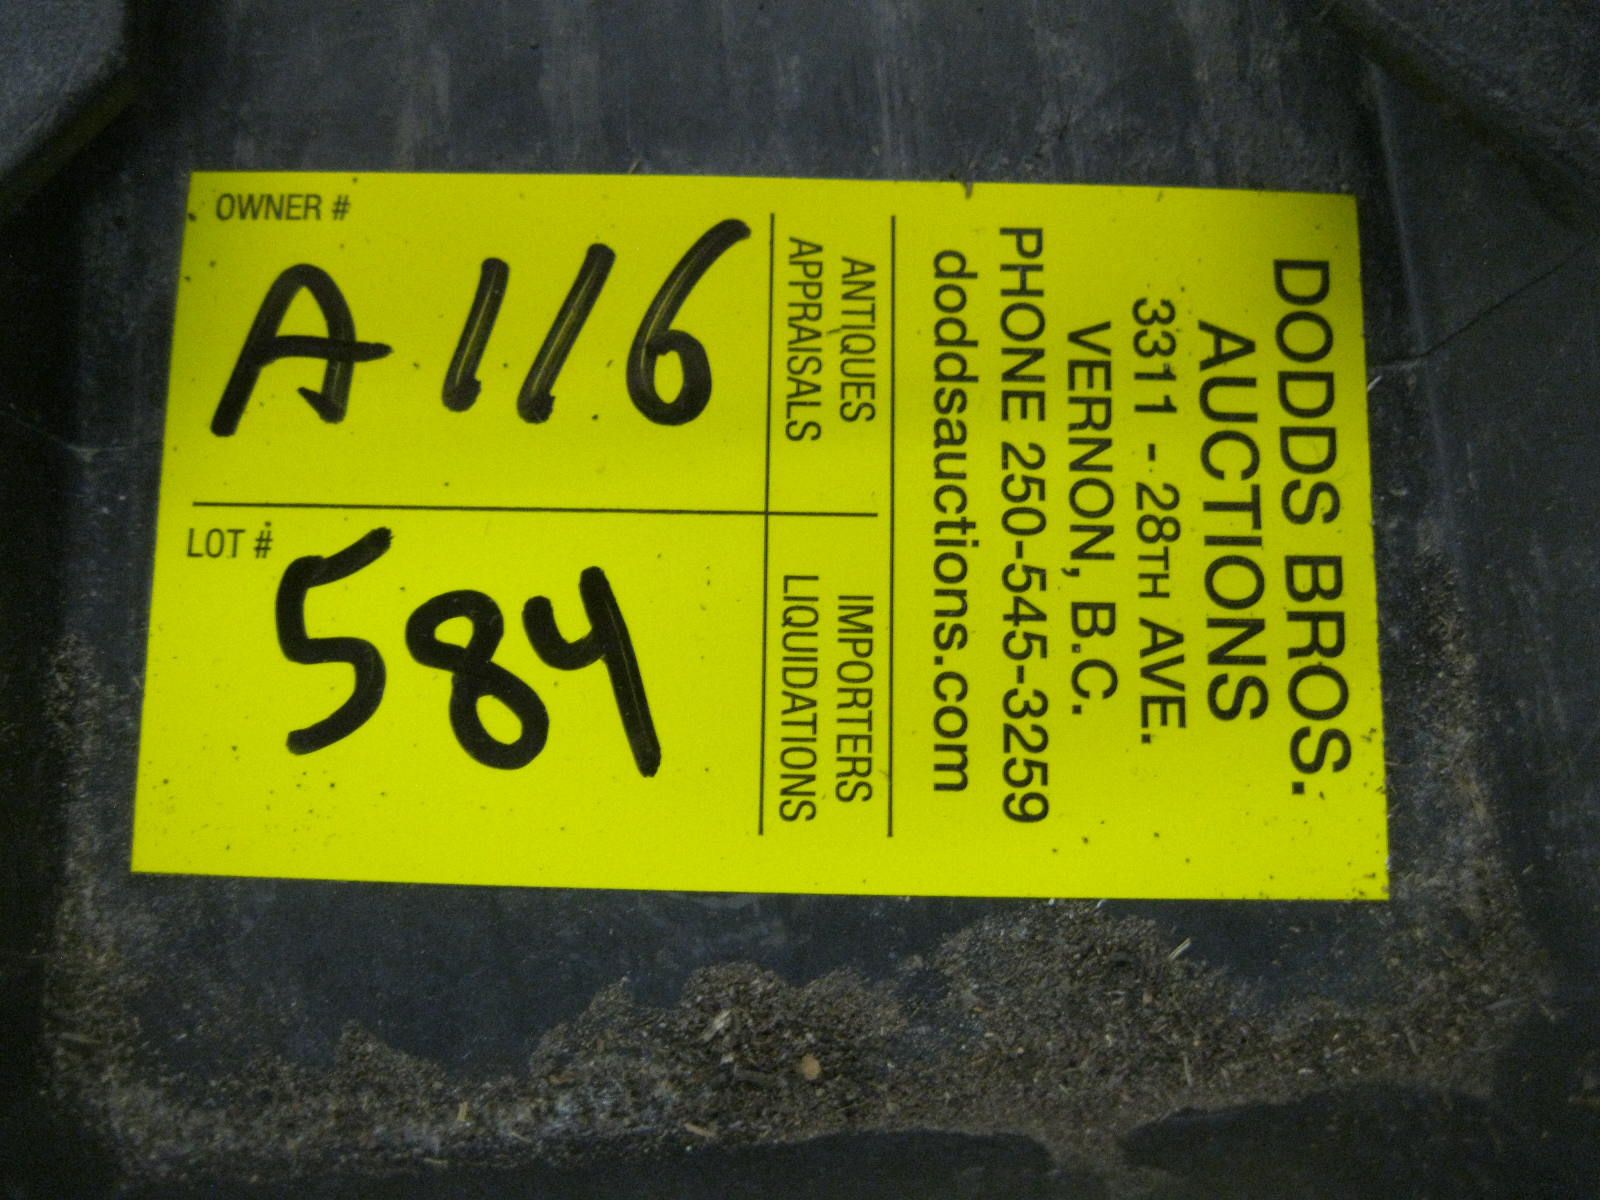 OWNER #
A 116
LOT #
584
ANTIQUES
APPRAISALS
IMPORTERS
LIQUIDATIONS
DODDS BROS.
AUCTIONS
3311 - 28TH AVE.
VERNON, B.C.
PHONE 250-545-3259
doddsauctions.com